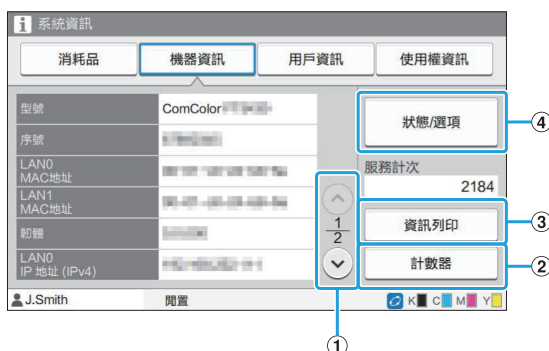 系統資訊
消耗品
機器資訊
用戶資訊
使用權資訊
型號
ComColor
序號
LAN0
MAC地址
LAN1
MAC地址
韌體
LAN0
IP 地址 (IPv4)
1
2
狀態/選項
服務計次
2184
資訊列印
計數器
J.Smith
閒置
K C M Y
④
③
②
①